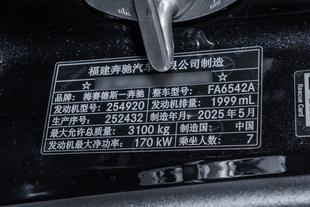 福建奔驰汽车有限公司制造
品牌: 梅赛德斯—奔驰 整车型号: FA6542A
发动机型号: 254920 发动机排量: 1999 mL
生产序号: 252432 制造年月: 2025 年 5 月
最大允许总质量: 3100 kg 制造国: 中国
发动机最大净功率: 170 kW 乘坐人数: 7
Rescue Card